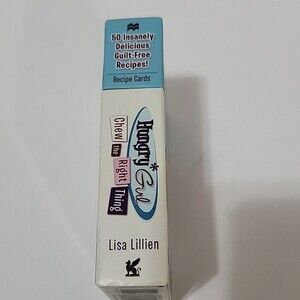 50 Insanely
Delicious
Guilt-Free
Recipes!
Recipe Cards
Hungry Girl
Chew the Right Thing
Lisa Lillien